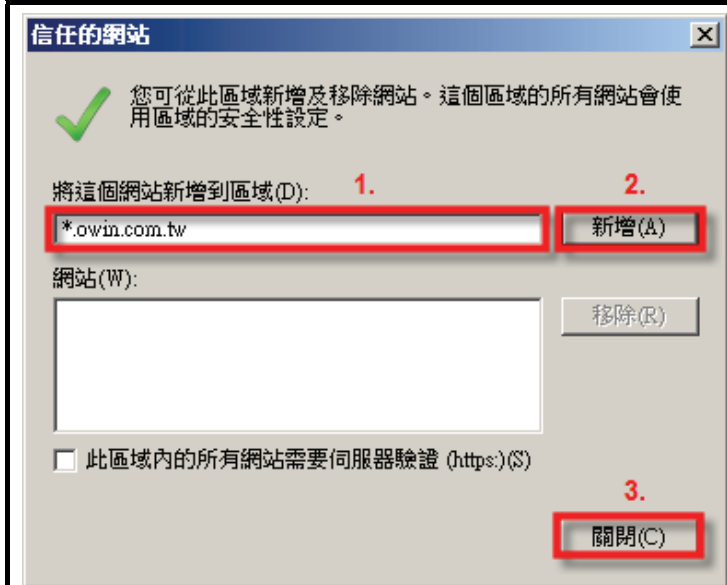 信任的網站
您可從此區域新增及移除網站。這個區域的所有網站會使
用區域的安全性設定。
將這個網站新增到區域(D):
1.
2.
*.owin.com.tw
新增(A)
網站(W):
移除(R)
此區域內的所有網站需要伺服器驗證 (https:)(S)
3.
關閉(C)